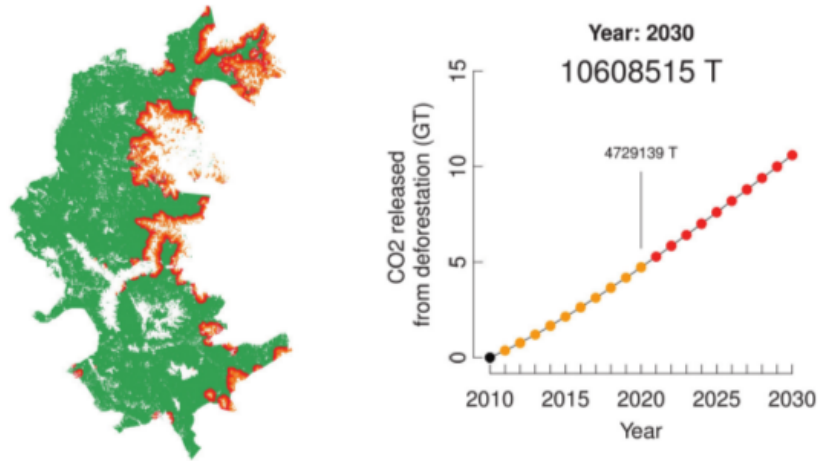 Year: 2030
10608515 T
4729139 T
CO2 released
from deforestation (GT)
15
10
5
0
2010 2015 2020 2025 2030
Year